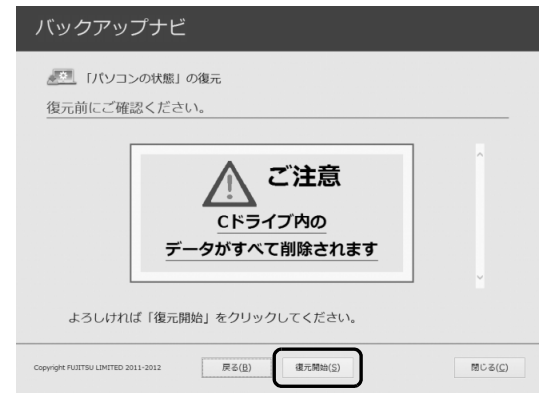 バックアップナビ
「パソコンの状態」の復元
復元前にご確認ください。
ご注意
Cドライブ内の
データがすべて削除されます
よろしければ「復元開始」をクリックしてください。
Copyright FUJITSU LIMITED 2011-2012
戻る(B)
復元開始(S)
閉じる(C)